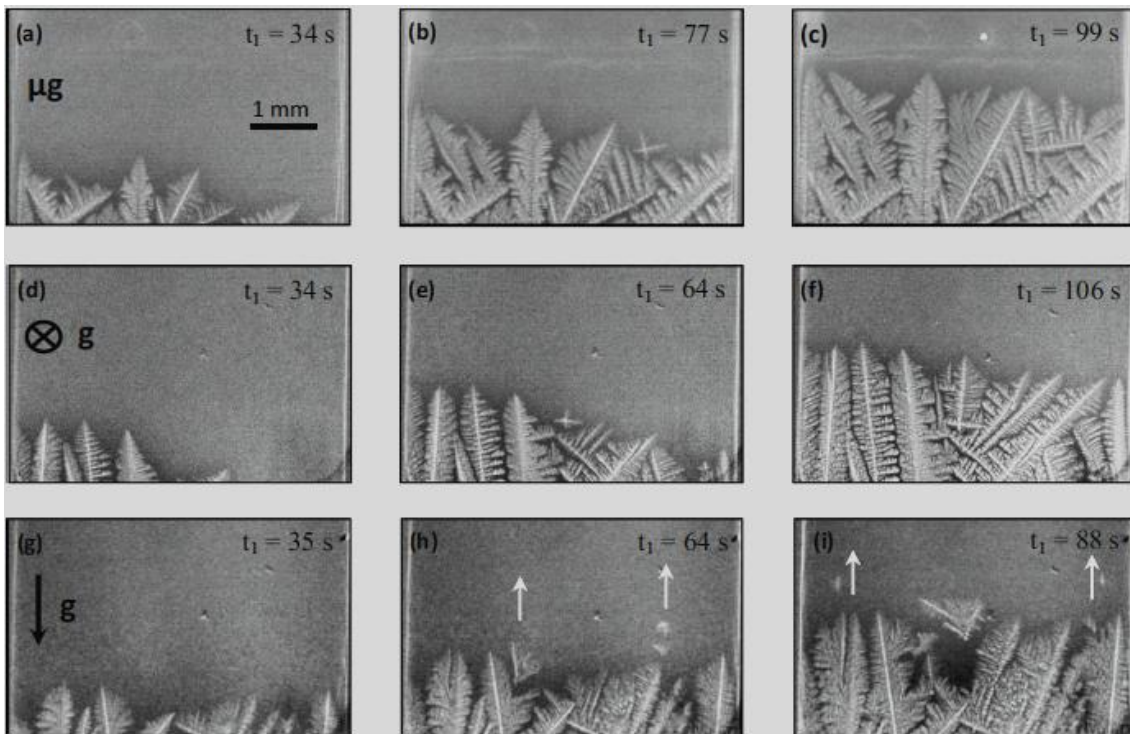 (a) t₁ = 34 s
μg
1 mm
(b) t₁ = 77 s
(c) t₁ = 99 s
(d) t₁ = 34 s
g
(e) t₁ = 64 s
(f) t₁ = 106 s
(g) t₁ = 35 s
g
(h) t₁ = 64 s
(i) t₁ = 88 s